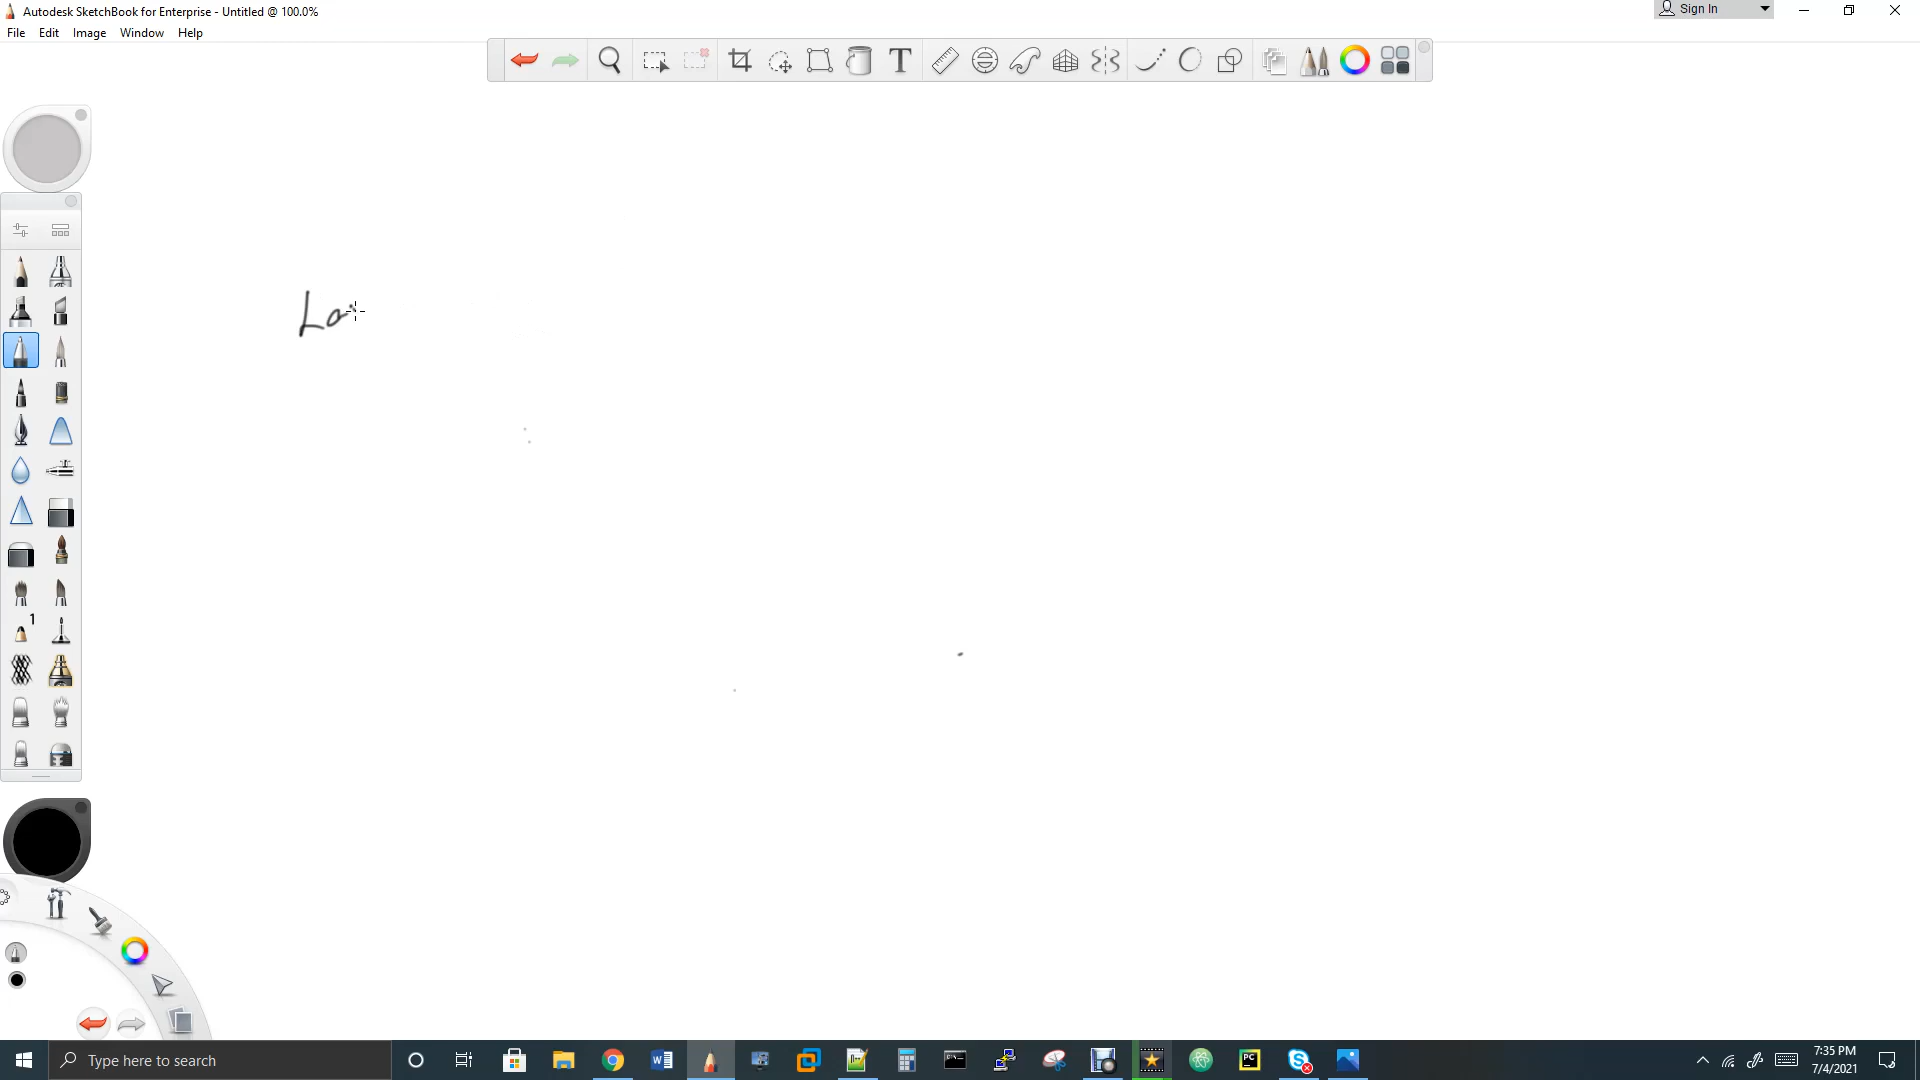 Autodesk SketchBook for Enterprise - Untitled @ 100.0%
Sign In
File Edit Image Window Help
T
1
Type here to search
PC
7:35 PM
7/4/2021